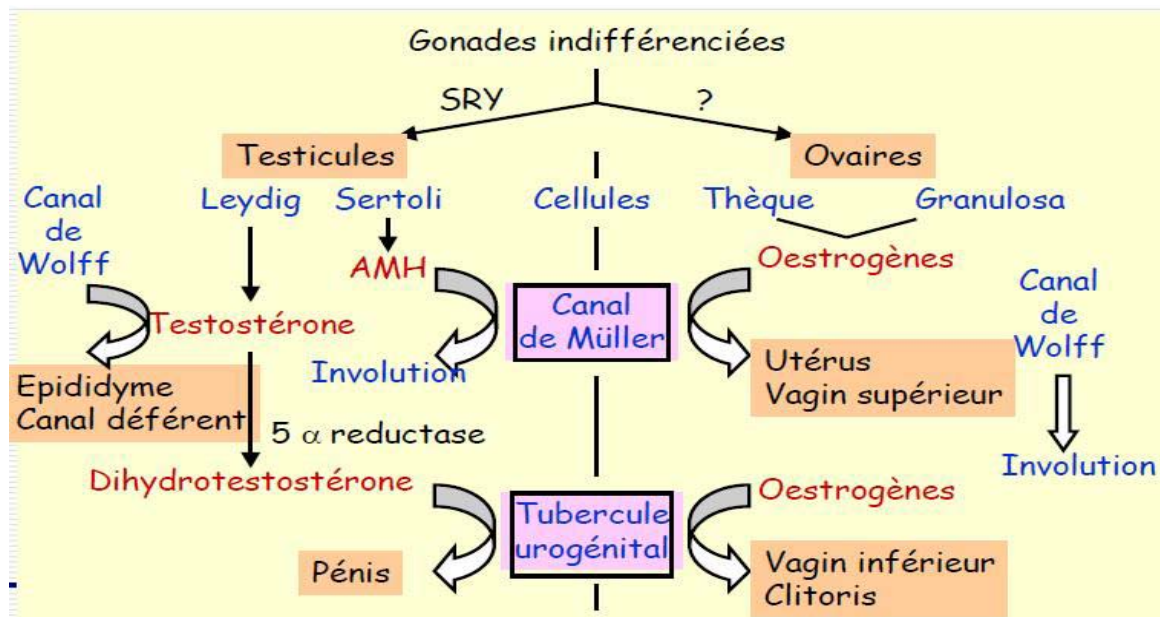 Gonades indifférenciées
SRY
?
Testicules
Ovaires
Canal
de
Wolff
Leydig
Sertoli
Cellules
Thèque
Granulosa
AMH
Oestrogènes
Testostérone
Canal
de Müller
Canal
de
Wolff
Involution
Utérus
Vagin supérieur
Epididyme
Canal déférent
5 α reductase
Involution
Dihydrotestostérone
Oestrogènes
Tubercule
urogénital
Pénis
Vagin inférieur
Clitoris